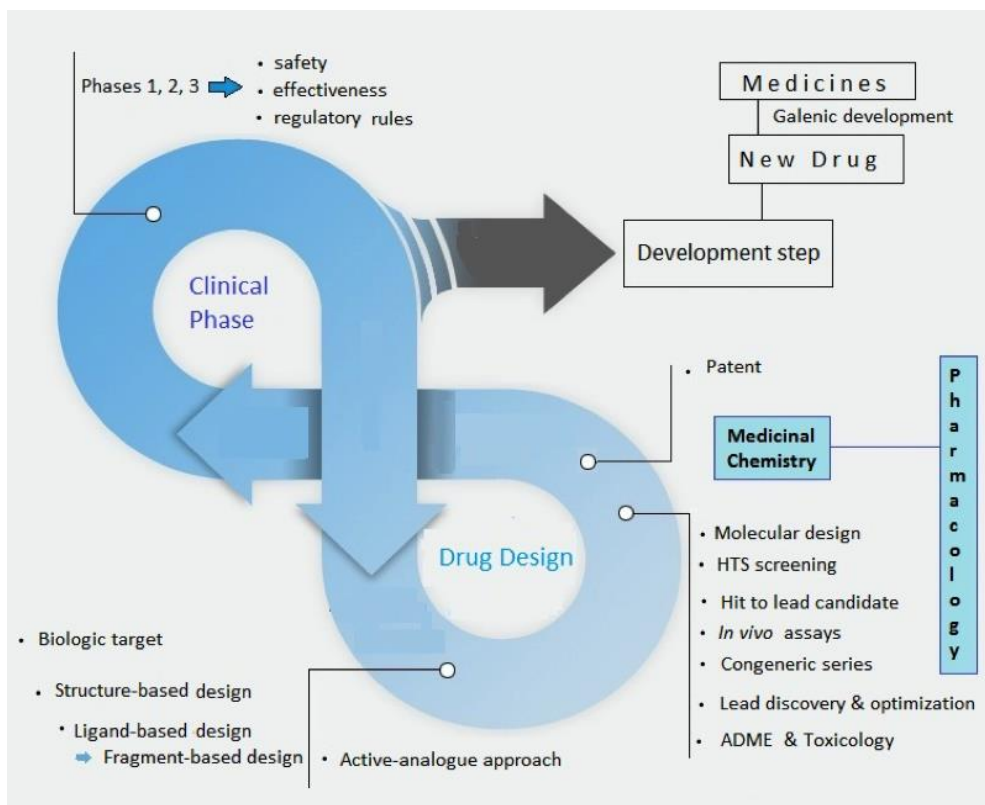 Phases 1, 2, 3
• safety
• effectiveness
• regulatory rules
Medicines
Galenic development
New Drug
Development step
Clinical
Phase
• Patent
Medicinal
Chemistry
Pharmacology
Drug Design
• Molecular design
• HTS screening
• Hit to lead candidate
• In vivo assays
• Congeneric series
• Lead discovery & optimization
• ADME & Toxicology
• Biologic target
• Structure-based design
• Ligand-based design
Fragment-based design
• Active-analogue approach